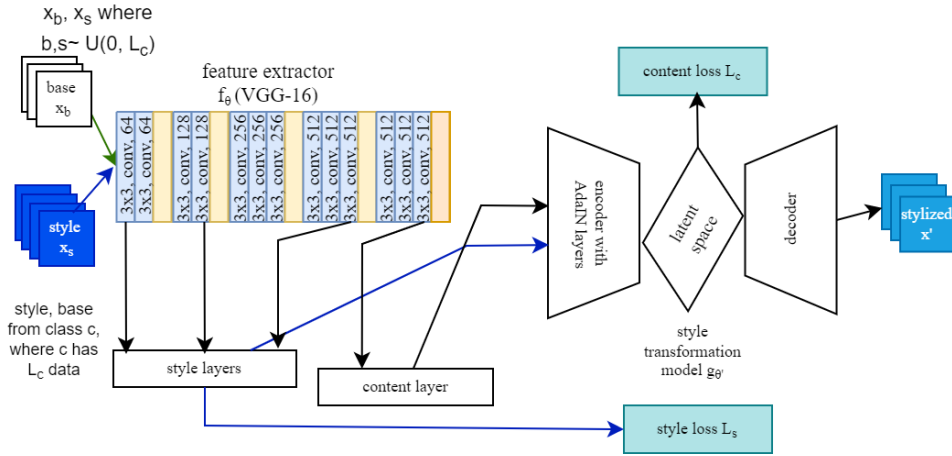 x_b, x_s where
b,s~ U(0, L_c)
base
x_b
style
x_s
style, base
from class c,
where c has
L_c data
feature extractor
f_θ (VGG-16)
3x3, conv, 64
3x3, conv, 64
3x3, conv, 128
3x3, conv, 128
3x3, conv, 256
3x3, conv, 256
3x3, conv, 256
3x3, conv, 512
3x3, conv, 512
3x3, conv, 512
3x3, conv, 512
3x3, conv, 512
3x3, conv, 512
style layers
content layer
content loss L_c
encoder with
AdaIN layers
latent
space
decoder
stylized
x'
style
transformation
model g_θ'
style loss L_s